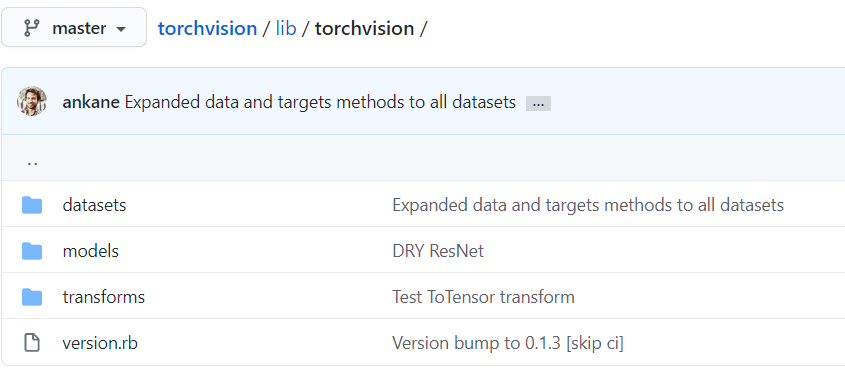 master torchvision / lib / torchvision /
ankane Expanded data and targets methods to all datasets ...
..
datasets Expanded data and targets methods to all datasets
models DRY ResNet
transforms Test ToTensor transform
version.rb Version bump to 0.1.3 [skip ci]